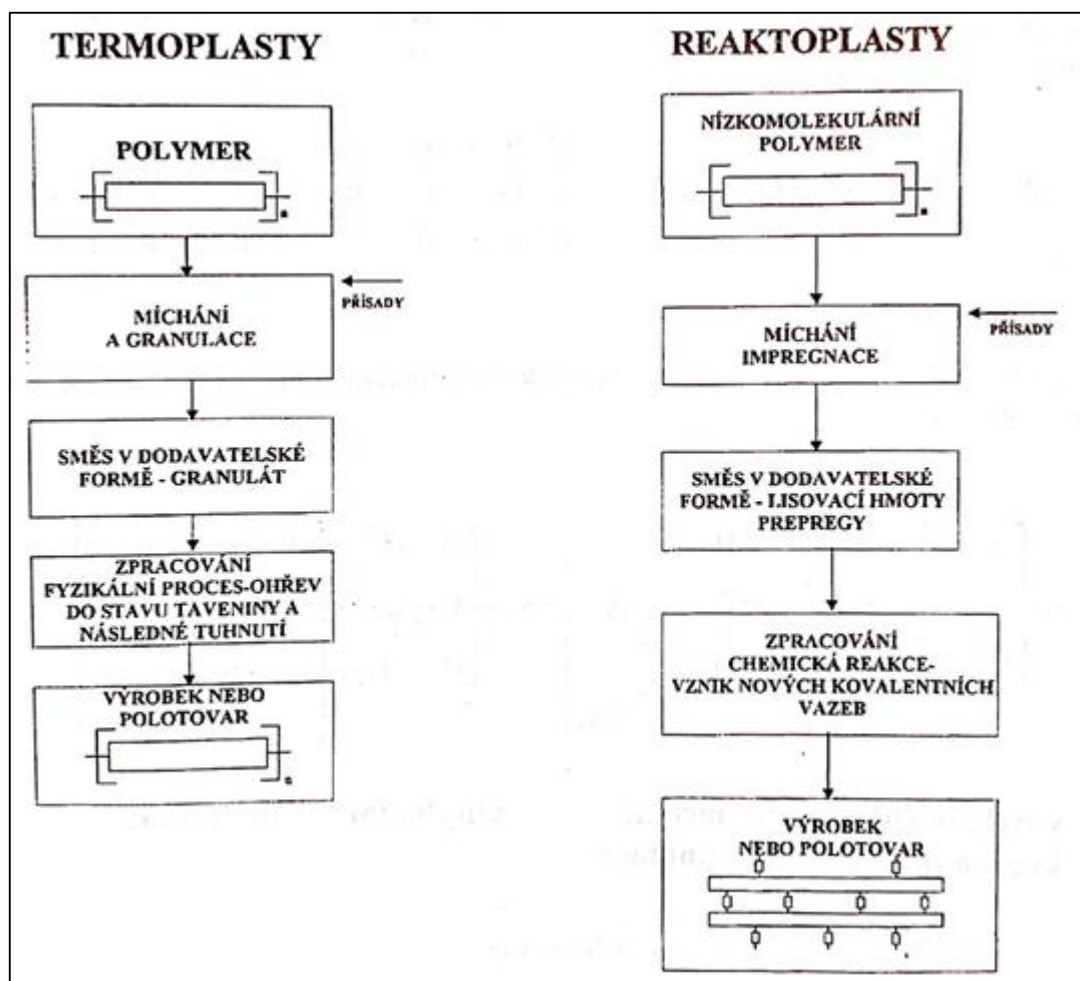 TERMOPLASTY
POLYMER
n
MÍCHÁNÍ
A GRANULACE
PŘÍSADY
SMĚS V DODAVATELSKÉ
FORMĚ - GRANULÁT
ZPRACOVÁNÍ
FYZIKÁLNÍ PROCES-OHŘEV
DO STAVU TAVENINY A
NÁSLEDNÉ TUHNUTÍ
VÝROBEK NEBO
POLOTOVAR
n
REAKTOPLASTY
NÍZKOMOLEKULÁRNÍ
POLYMER
n
MÍCHÁNÍ
IMPREGNACE
PŘÍSADY
SMĚS V DODAVATELSKÉ
FORMĚ - LISOVACÍ HMOTY
PREPREGY
ZPRACOVÁNÍ
CHEMICKÁ REAKCE-
VZNIK NOVÝCH KOVALENTNÍCH
VAZEB
VÝROBEK
NEBO POLOTOVAR